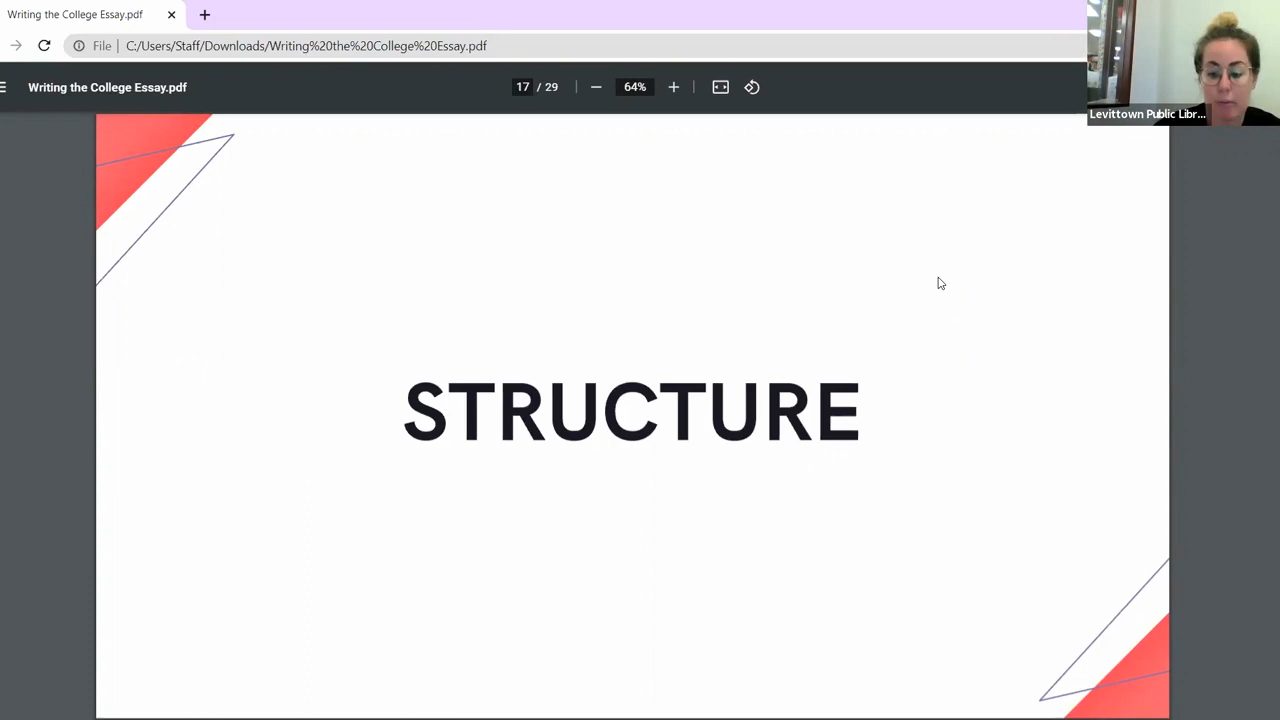 Writing the College Essay.pdf
File
C:/Users/Staff/Downloads/Writing%20the%20College%20Essay.pdf
Writing the College Essay.pdf
17 / 29
64%
Levittown Public Libr...
STRUCTURE